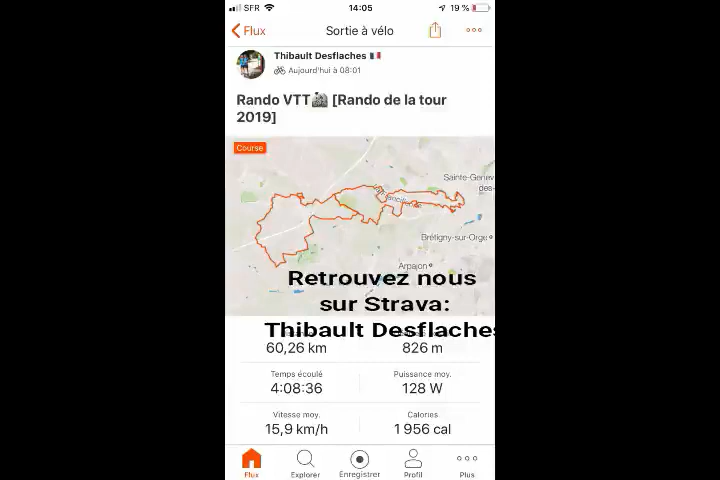 SFR 14:05 19 %
Flux Sortie à vélo
Thibault Desflaches
Aujourd'hui à 08:01
Rando VTT [Rando de la tour
2019]
Course
Sainte-Genev
des-
Brétigny-sur-Orge
Arpajon
Retrouvez nous
sur Strava:
Thibault Desflaches
60,26 km 826 m
Temps écoulé Puissance moy.
4:08:36 128 W
Vitesse moy. Calories
15,9 km/h 1 956 cal
Flux Explorer Enregistrer Profil Plus